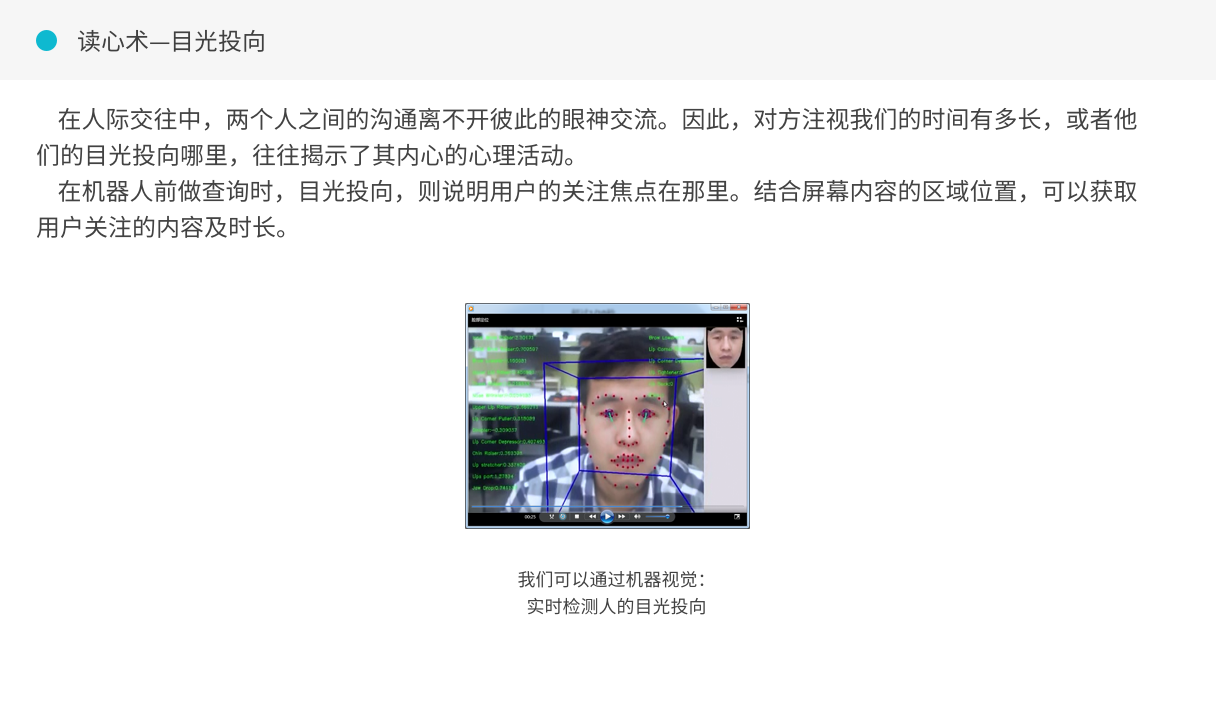 读心术—目光投向
在人际交往中，两个人之间的沟通离不开彼此的眼神交流。因此，对方注视我们的时间有多长，或者他
们的目光投向哪里，往往揭示了其内心的心理活动。
在机器人前做查询时，目光投向，则说明用户的关注焦点在那里。结合屏幕内容的区域位置，可以获取
用户关注的内容及时长。
00:25
我们可以通过机器视觉：
实时检测人的目光投向